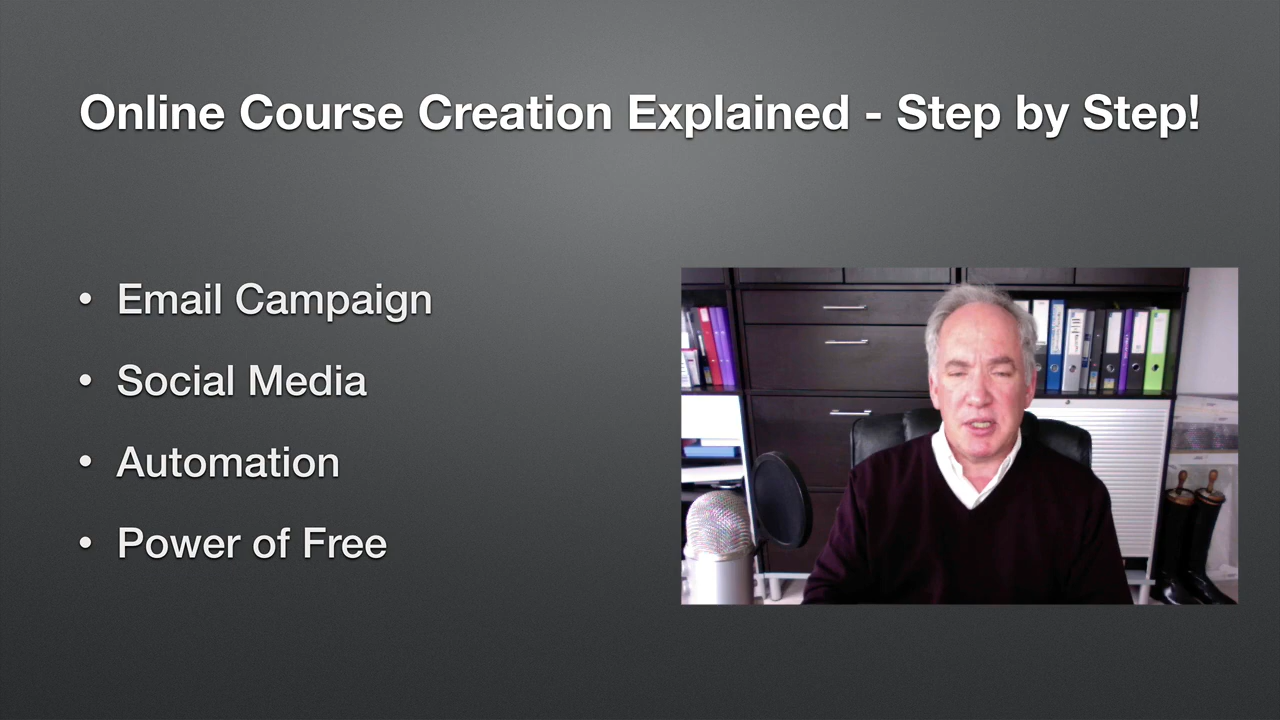 Online Course Creation Explained - Step by Step!
• Email Campaign
• Social Media
• Automation
• Power of Free